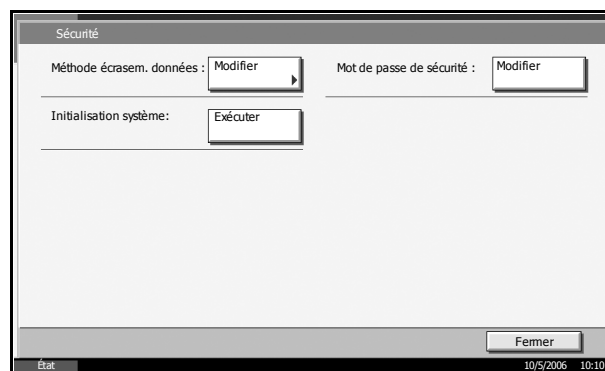 Sécurité
Méthode écrasem. données : Modifier
Mot de passe de sécurité : Modifier
Initialisation système: Exécuter
Fermer
État 10/5/2006 10:10